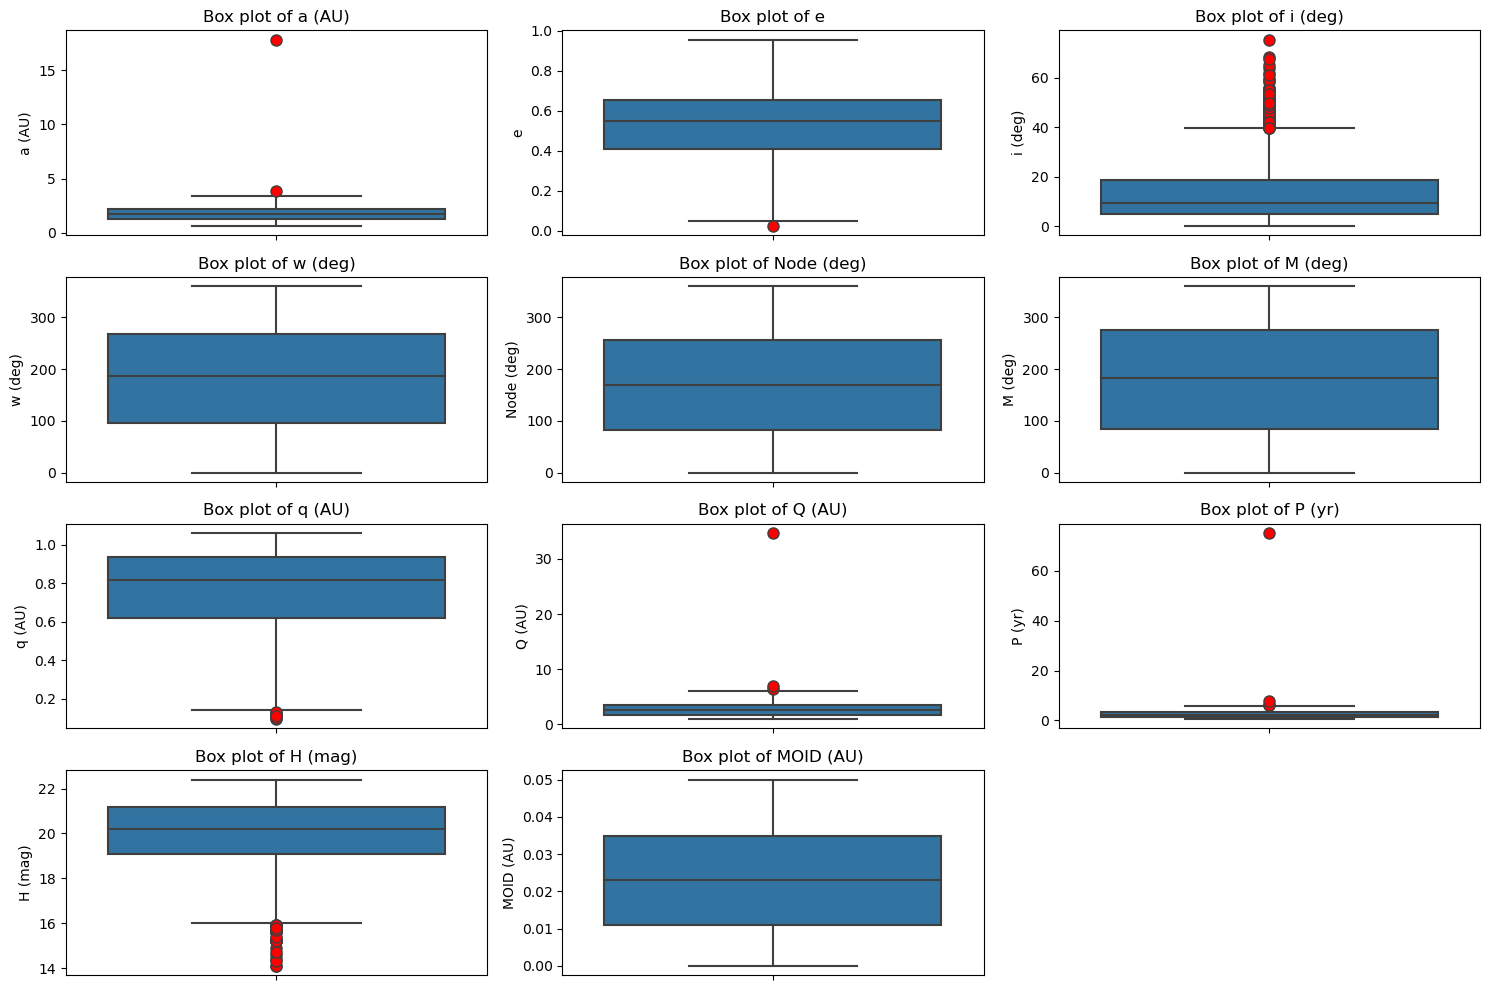 Box plot of a (AU)
a (AU)
15
10
5
0
Box plot of e
e
1.0
0.8
0.6
0.4
0.2
0.0
Box plot of i (deg)
i (deg)
60
40
20
0
Box plot of w (deg)
w (deg)
300
200
100
0
Box plot of Node (deg)
Node (deg)
300
200
100
0
Box plot of M (deg)
M (deg)
300
200
100
0
Box plot of q (AU)
q (AU)
1.0
0.8
0.6
0.4
0.2
Box plot of Q (AU)
Q (AU)
30
20
10
0
Box plot of P (yr)
P (yr)
60
40
20
0
Box plot of H (mag)
H (mag)
22
20
18
16
14
Box plot of MOID (AU)
MOID (AU)
0.05
0.04
0.03
0.02
0.01
0.00